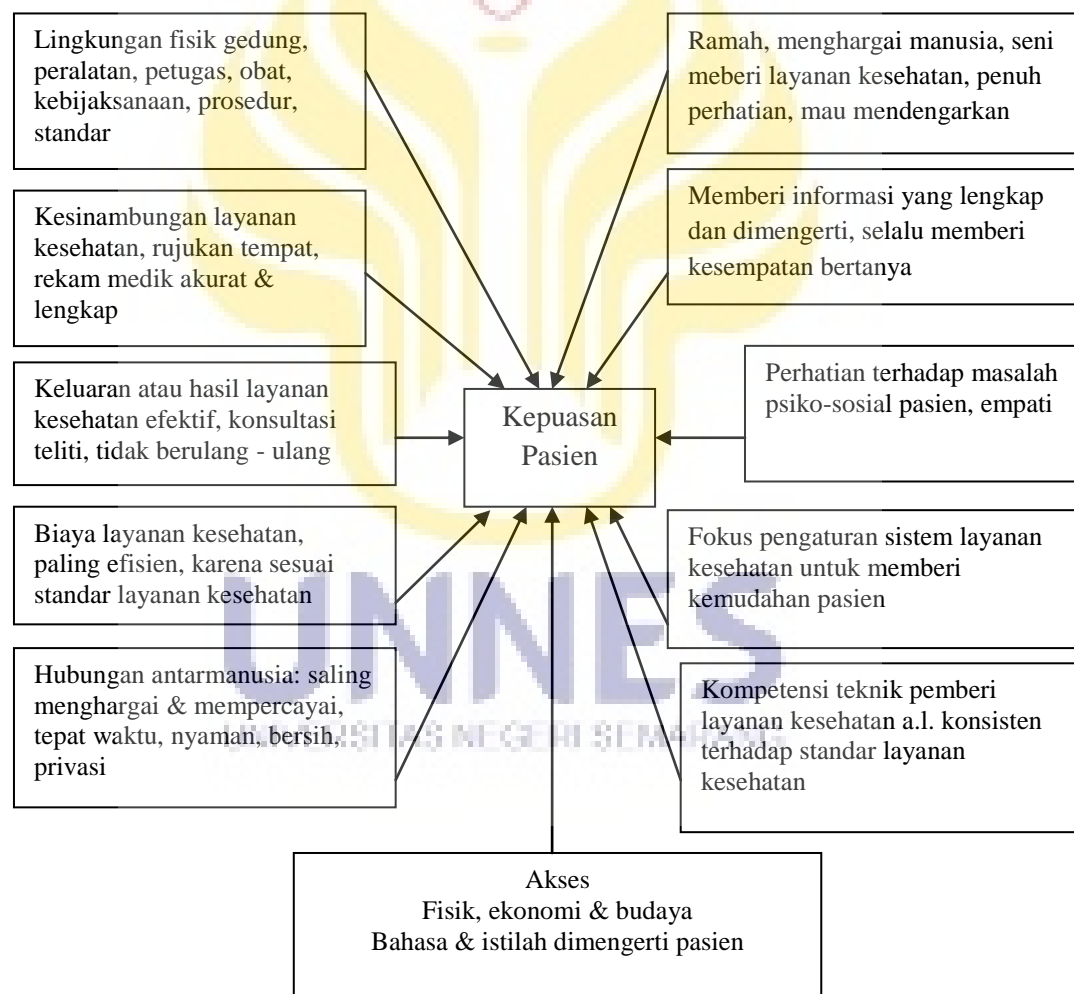 Lingkungan fisik gedung,
peralatan, petugas, obat,
kebijaksanaan, prosedur,
standar
Ramah, menghargai manusia, seni
meberi layanan kesehatan, penuh
perhatian, mau mendengarkan
Kesinambungan layanan
kesehatan, rujukan tempat,
rekam medik akurat &
lengkap
Memberi informasi yang lengkap
dan dimengerti, selalu memberi
kesempatan bertanya
Keluaran atau hasil layanan
kesehatan efektif, konsultasi
teliti, tidak berulang - ulang
Kepuasan
Pasien
Perhatian terhadap masalah
psiko-sosial pasien, empati
Biaya layanan kesehatan,
paling efisien, karena sesuai
standar layanan kesehatan
Fokus pengaturan sistem layanan
kesehatan untuk memberi
kemudahan pasien
UNNES
UNIVERSITAS NEGERI SEMARANG
Hubungan antarmanusia: saling
menghargai & mempercayai,
tepat waktu, nyaman, bersih,
privasi
Kompetensi teknik pemberi
layanan kesehatan a.l. konsisten
terhadap standar layanan
kesehatan
Akses
Fisik, ekonomi & budaya
Bahasa & istilah dimengerti pasien